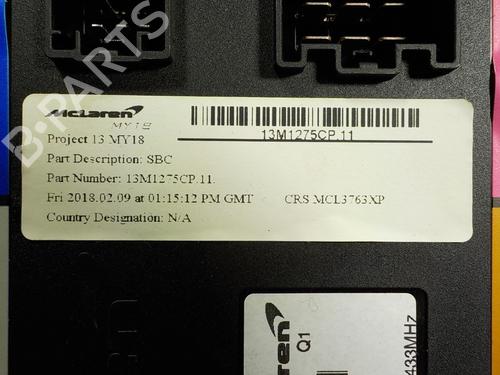 McLaren
MY18
13M1275CP.11
Project 13 MY18
Part Description: SBC
Part Number: 13M1275CP.11.
Fri 2018.02.09 at 01:15:12 PM GMT CRS MCL3763XP
Country Designation: N/A
B-PARTS
Q1
433MHz